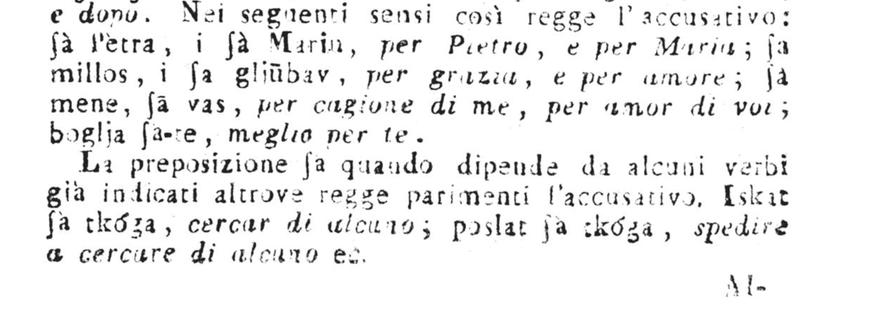 e dopo. Nei seguenti sensi così regge l'accusativo:
ſà Pètra, i ſà Marin, per Pietro, e per Maria; ſa
millos, i ſa gliūbav, per grazia, e per amore; ſà
mene, ſā vas, per cagione di me, per amor di voi;
boglja ſa-te, meglio per te.
La preposizione ſa quando dipende da alcuni verbi
già indicati altrove regge parimenti l'accusativo. Iskat
ſà tkóga, cercar di alcuno; poslat ſà tkóga, spedire
a cercare di alcuno ec.
Al-